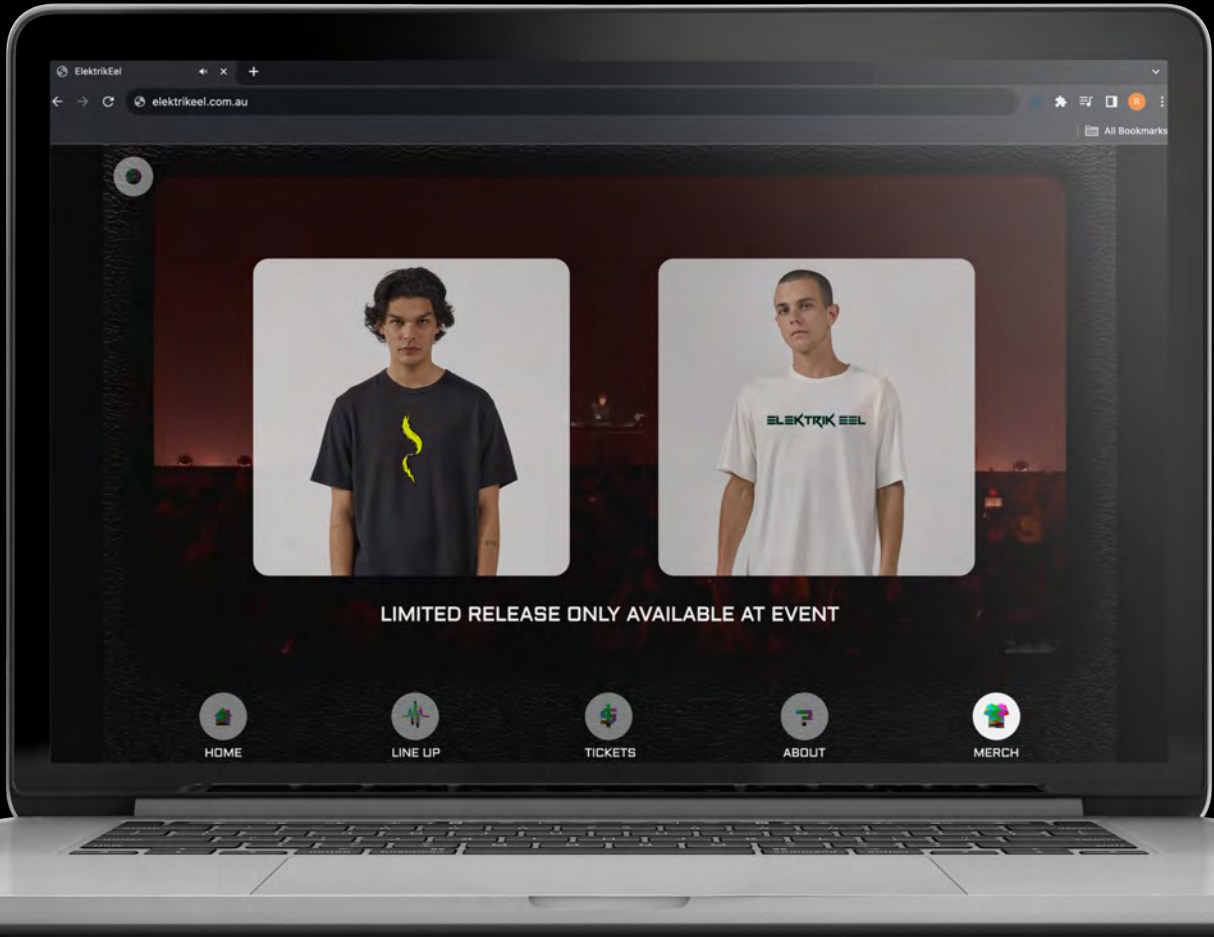 ElektrikEel
elektrikeel.com.au
R
All Bookmarks
ELEKTRIK EEL
LIMITED RELEASE ONLY AVAILABLE AT EVENT
HOME
LINE UP
TICKETS
ABOUT
MERCH